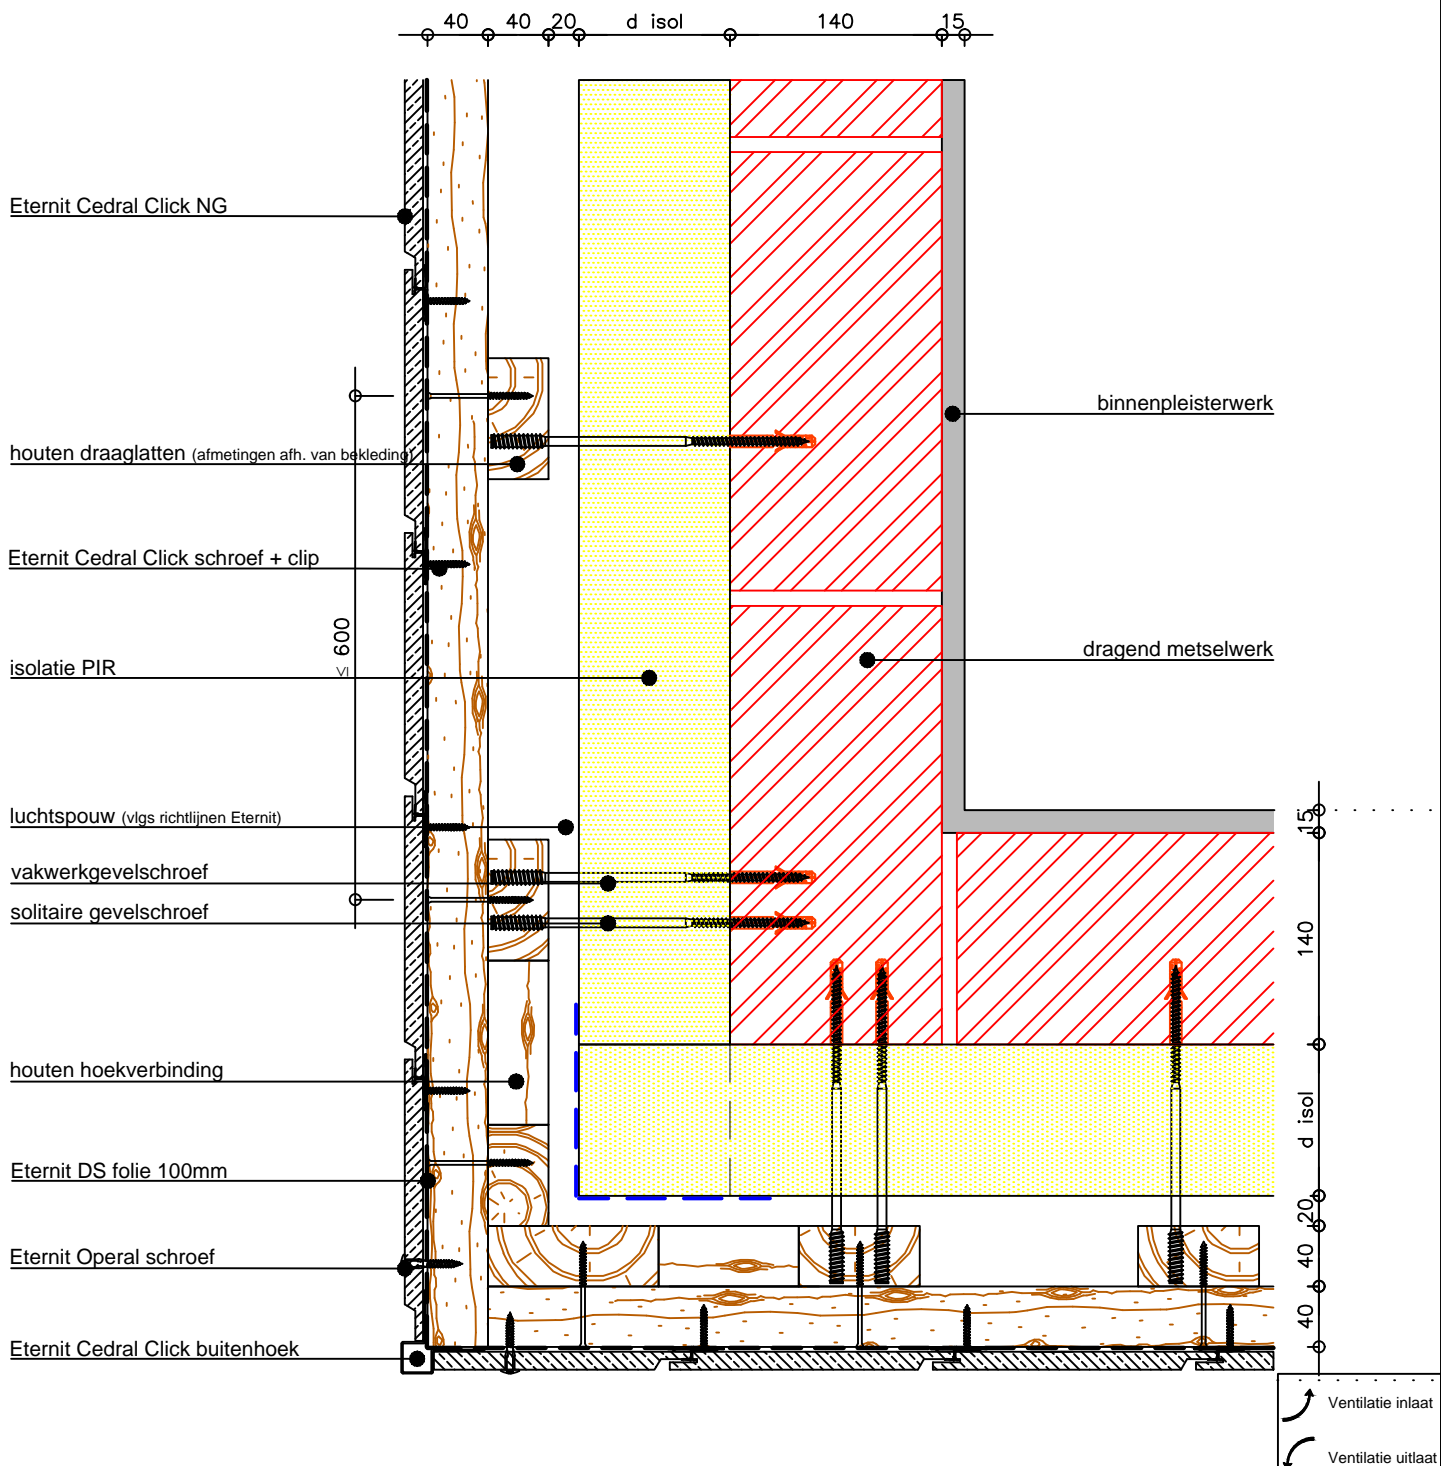 40 40 20 d isol 140 15
Eternit Cedral Click NG
binnenpleisterwerk
houten draaglatten (afmetingen afh. van bekleding)
Eternit Cedral Click schroef + clip
≤ 600
dragend metselwerk
isolatie PIR
luchtspouw (vlgs richtlijnen Eternit)
15
vakwerkgevelschroef
solitaire gevelschroef
140
houten hoekverbinding
d isol
Eternit DS folie 100mm
20
Eternit Operal schroef
40
40
Eternit Cedral Click buitenhoek
Ventilatie inlaat
Ventilatie uitlaat